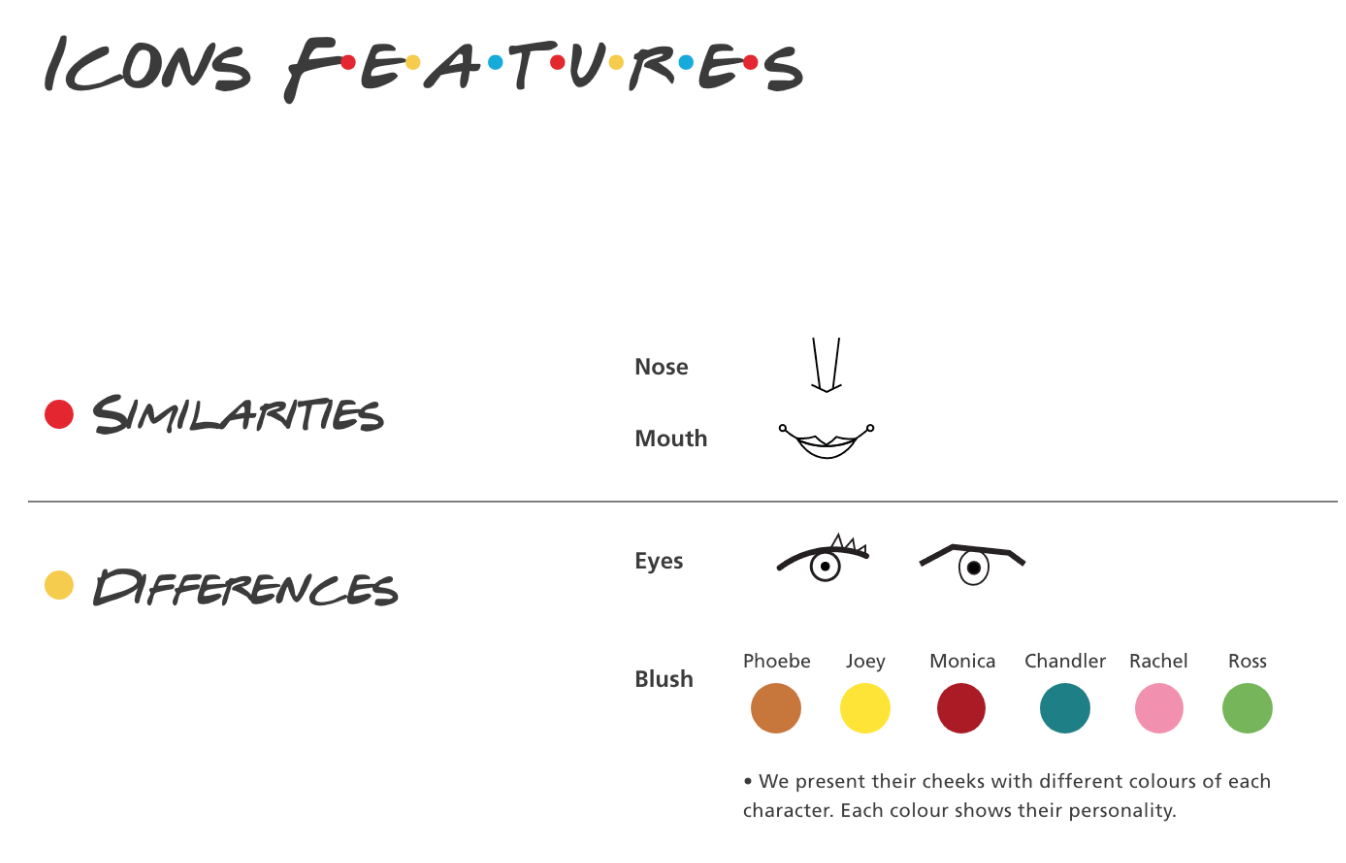 ICONS F•E•A•T•U•R•E•S
Nose
SIMILARITIES
Mouth
Eyes
DIFFERENCES
Phoebe Joey Monica Chandler Rachel Ross
Blush
• We present their cheeks with different colours of each
character. Each colour shows their personality.